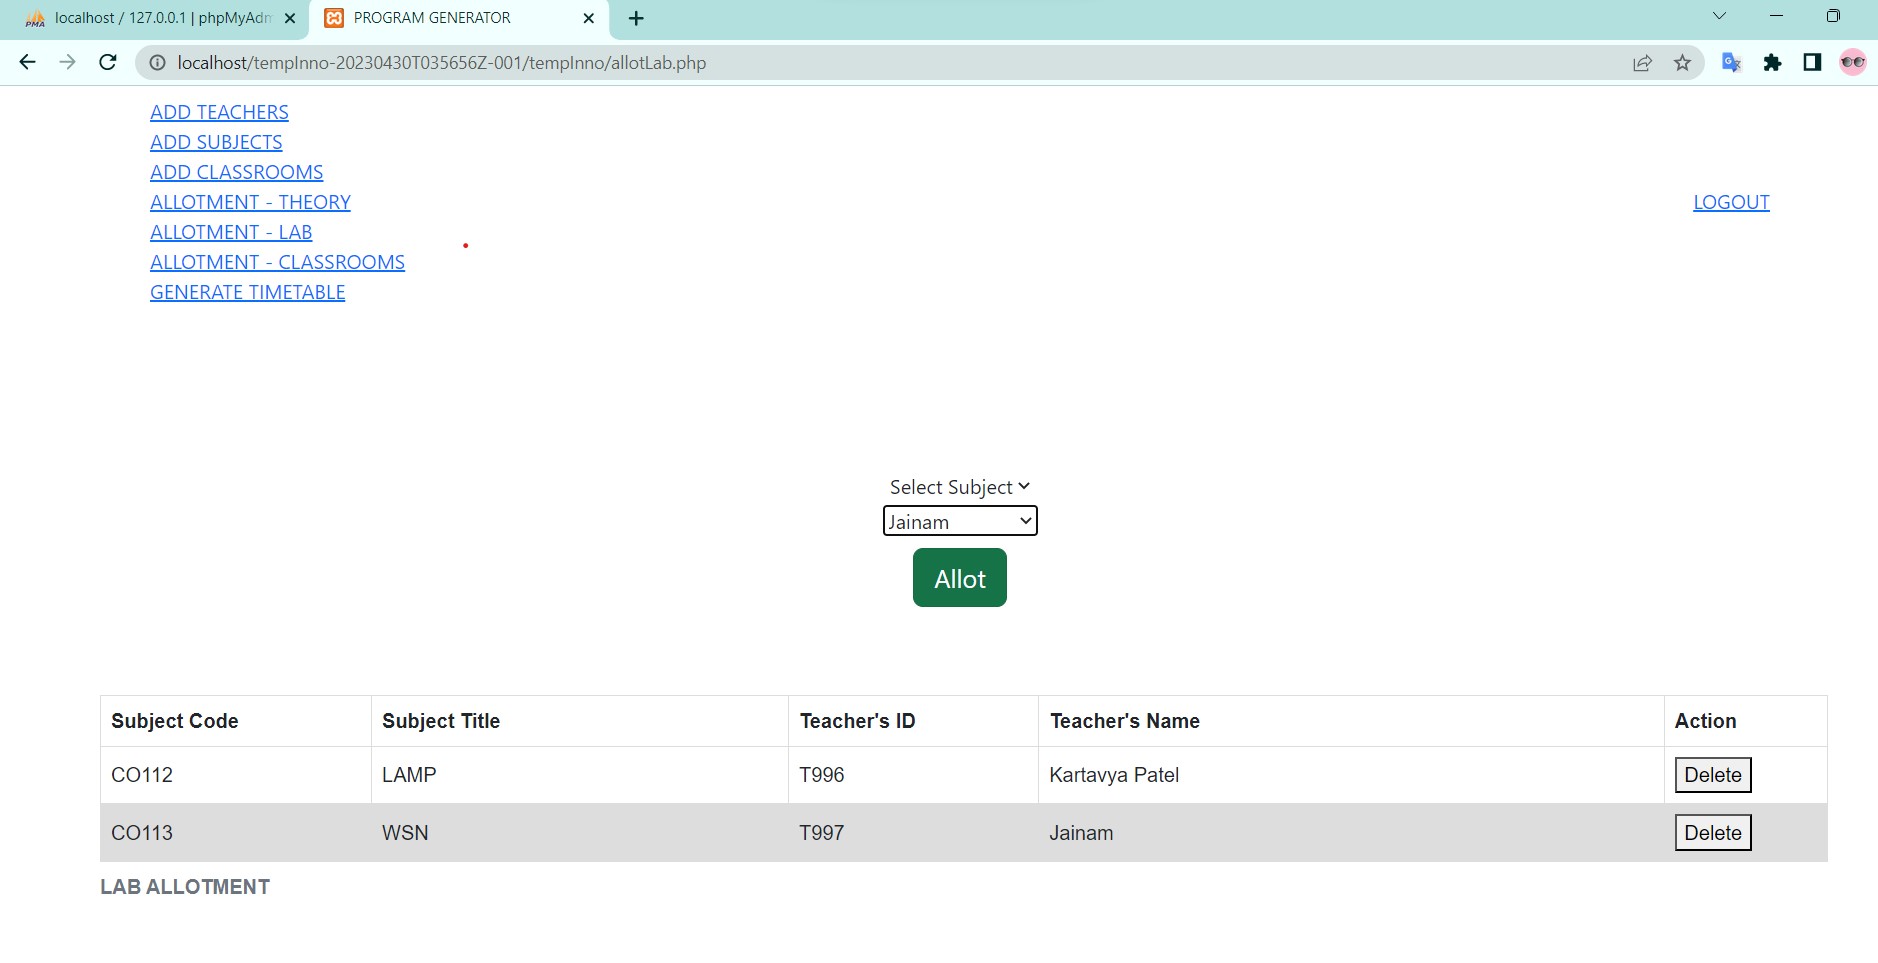 localhost / 127.0.0.1 | phpMyAdm
PROGRAM GENERATOR
localhost/tempInno-20230430T035656Z-001/tempInno/allotLab.php
ADD TEACHERS
ADD SUBJECTS
ADD CLASSROOMS
ALLOTMENT - THEORY
LOGOUT
ALLOTMENT - LAB
ALLOTMENT - CLASSROOMS
GENERATE TIMETABLE
Select Subject
Jainam
Allot
Subject Code Subject Title Teacher's ID Teacher's Name Action
CO112 LAMP T996 Kartavya Patel Delete
CO113 WSN T997 Jainam Delete
LAB ALLOTMENT